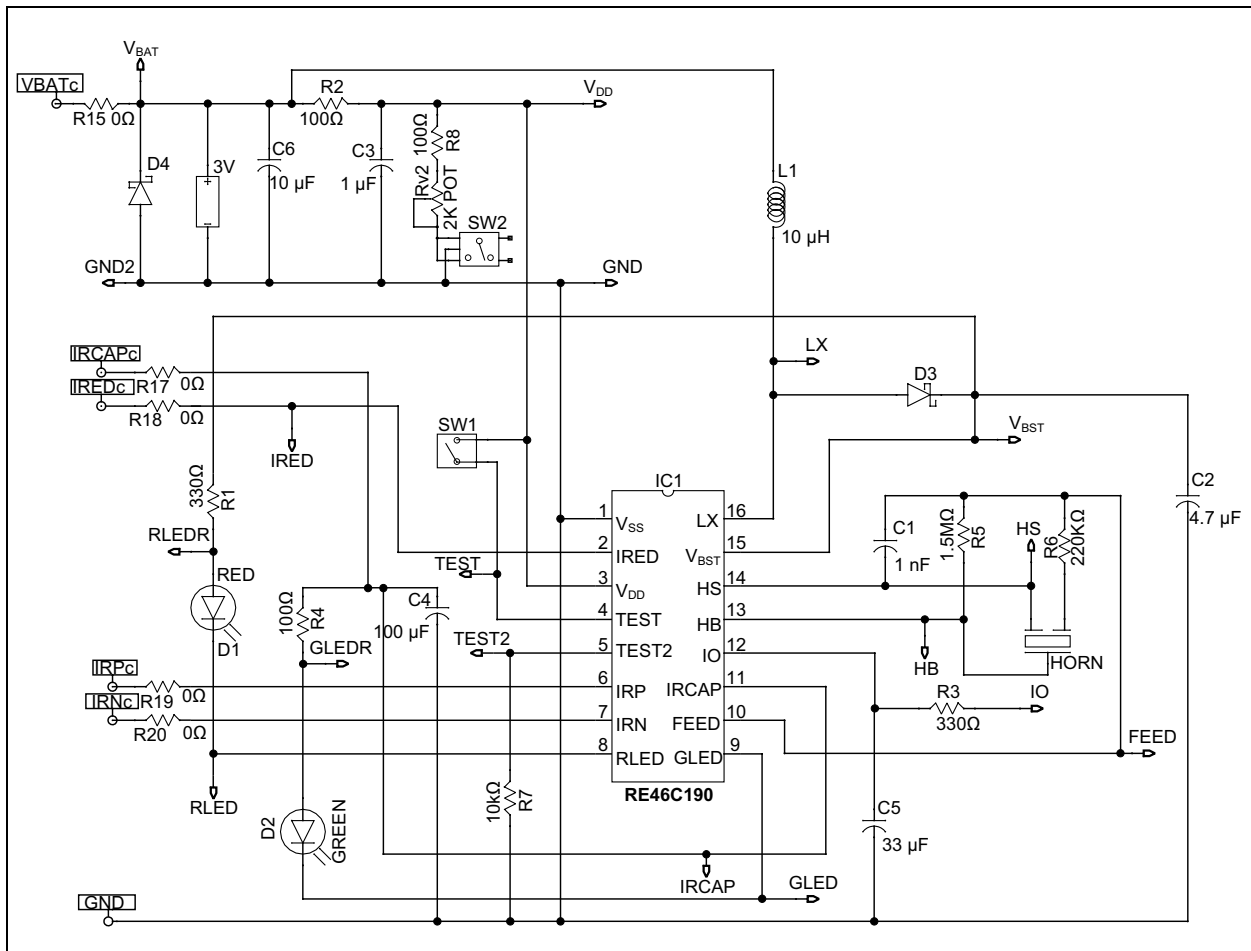 V_BAT
VBATc
R15 0Ω
R2
100Ω
V_DD
D4
3V
C6
10 µF
C3
1 µF
100Ω
R8
Rv2
2K POT
SW2
L1
10 µH
GND2
GND
IRCAPc
R17
0Ω
IREDc
R18
0Ω
LX
D3
SW1
IRED
V_BST
330Ω
R1
IC1
C2
4.7 µF
1
V_SS
LX
16
2
IRED
V_BST
15
3
V_DD
HS
14
4
TEST
HB
13
5
TEST2
IO
12
6
IRP
IRCAP
11
7
IRN
FEED
10
8
RLED
GLED
9
RE46C190
RLEDR
RED
D1
TEST
C1
1 nF
1.5MΩ
R5
HS
R6
220KΩ
100Ω
R4
C4
100 µF
GLEDR
TEST2
HB
HORN
IRPc
R19
0Ω
IRNc
R20
0Ω
R3
330Ω
IO
FEED
RLED
10kΩ
R7
D2
GREEN
C5
33 µF
IRCAP
GLED
GND